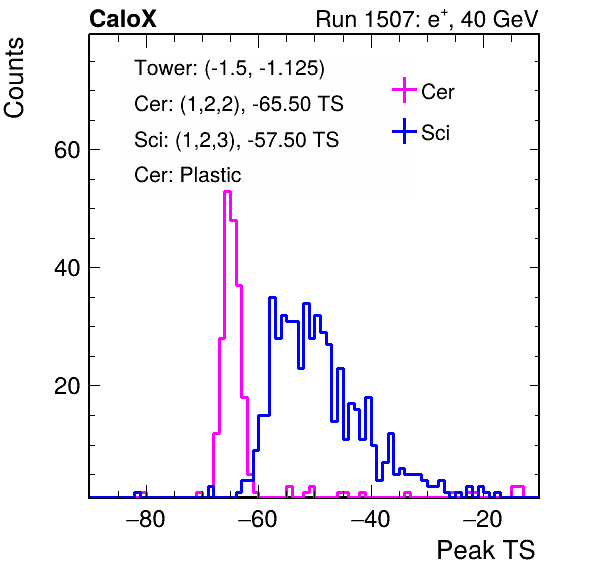 CaloX Run 1507: e⁺, 40 GeV
Counts
Tower: (-1.5, -1.125)
Cer: (1,2,2), -65.50 TS
Sci: (1,2,3), -57.50 TS
Cer: Plastic
Cer
Sci
60
40
20
−80 −60 −40 −20
Peak TS